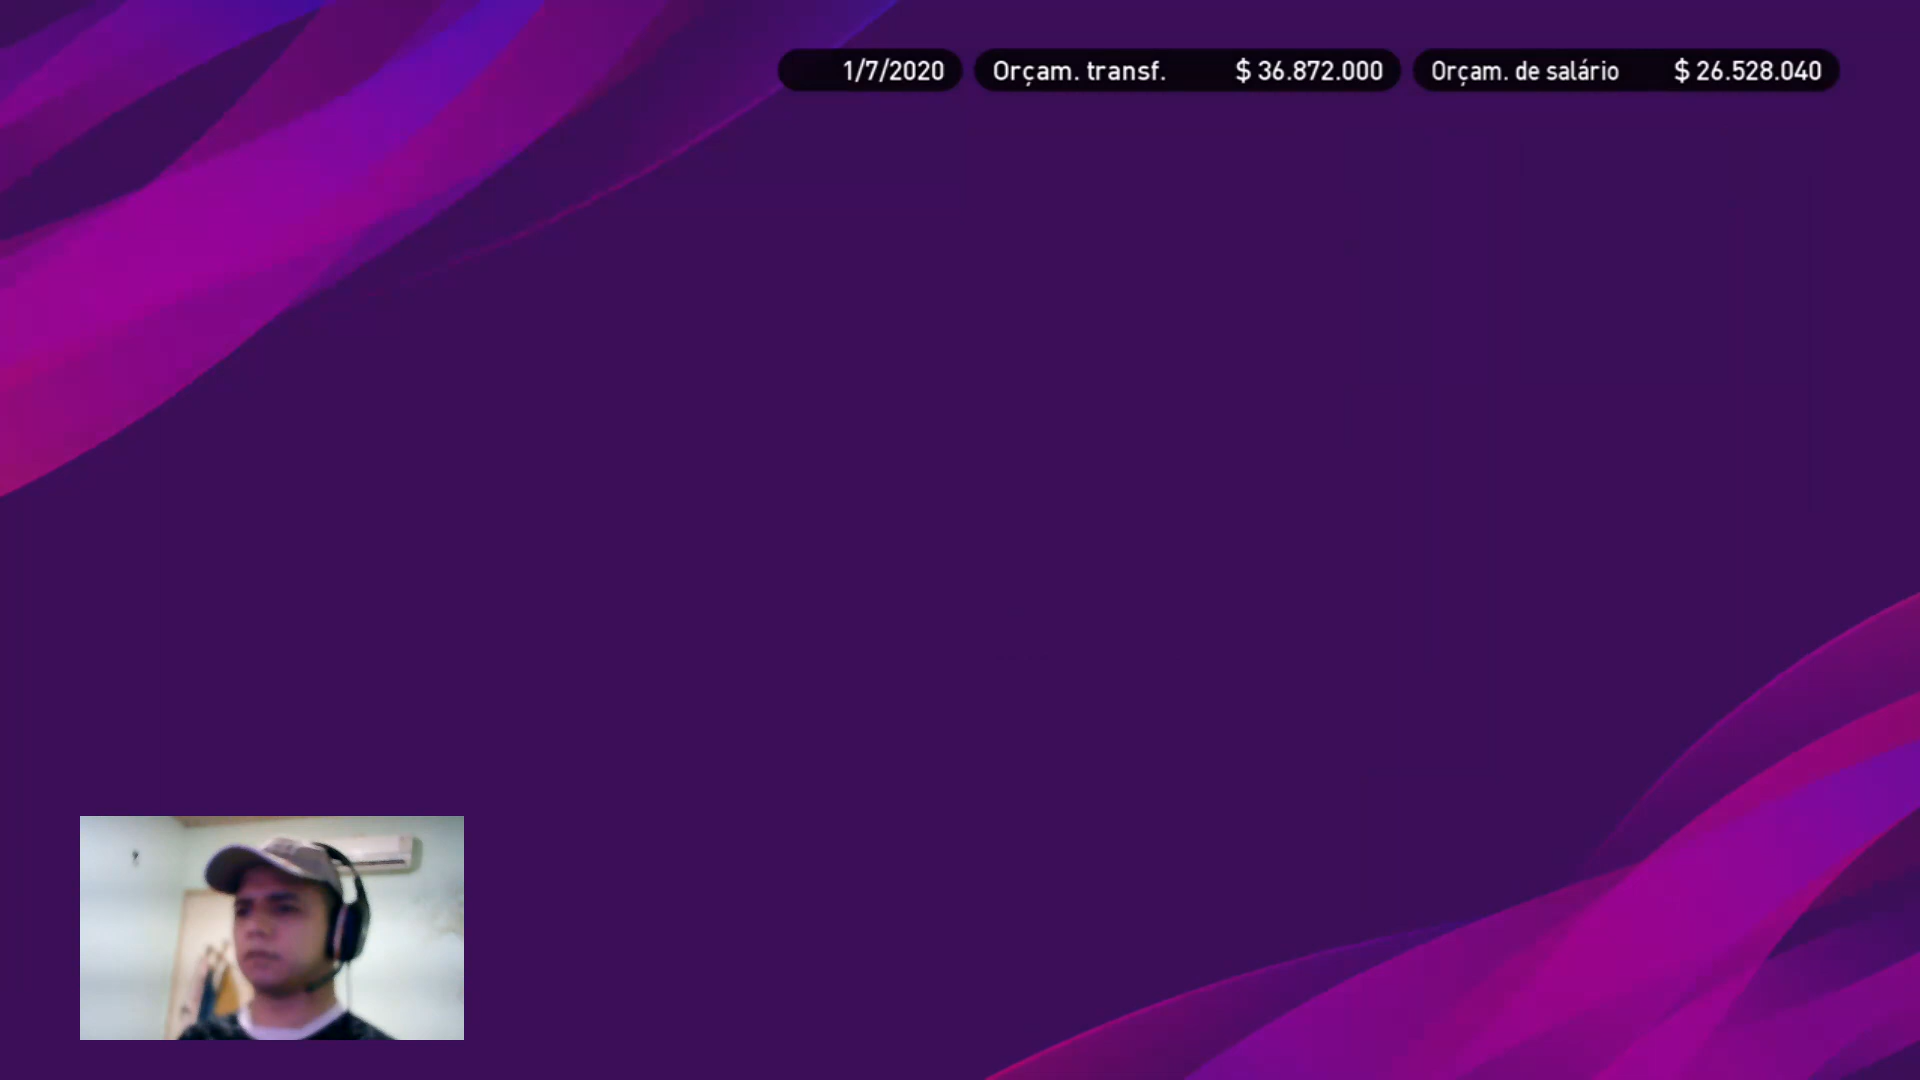 1/7/2020 Orçam. transf. $ 36.872.000 Orçam. de salário $ 26.528.040